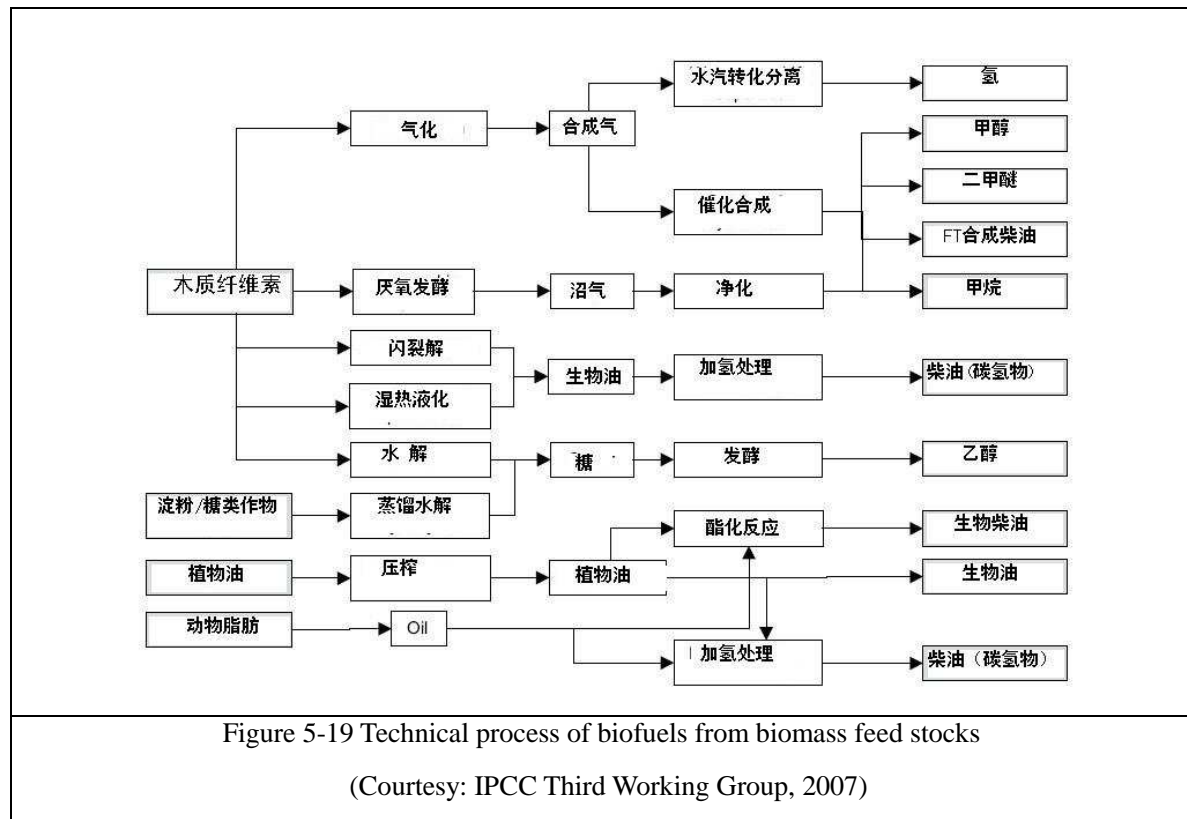 水汽转化分离
氢
气化
合成气
甲醇
二甲醚
催化合成
FT合成柴油
木质纤维素
厌氧发酵
沼气
净化
甲烷
闪裂解
生物油
加氢处理
柴油(碳氢物)
湿热液化
水 解
糖
发酵
乙醇
淀粉/糖类作物
蒸馏水解
酯化反应
生物柴油
植物油
压榨
植物油
生物油
动物脂肪
Oil
加氢处理
柴油（碳氢物）
Figure 5-19 Technical process of biofuels from biomass feed stocks
(Courtesy: IPCC Third Working Group, 2007)